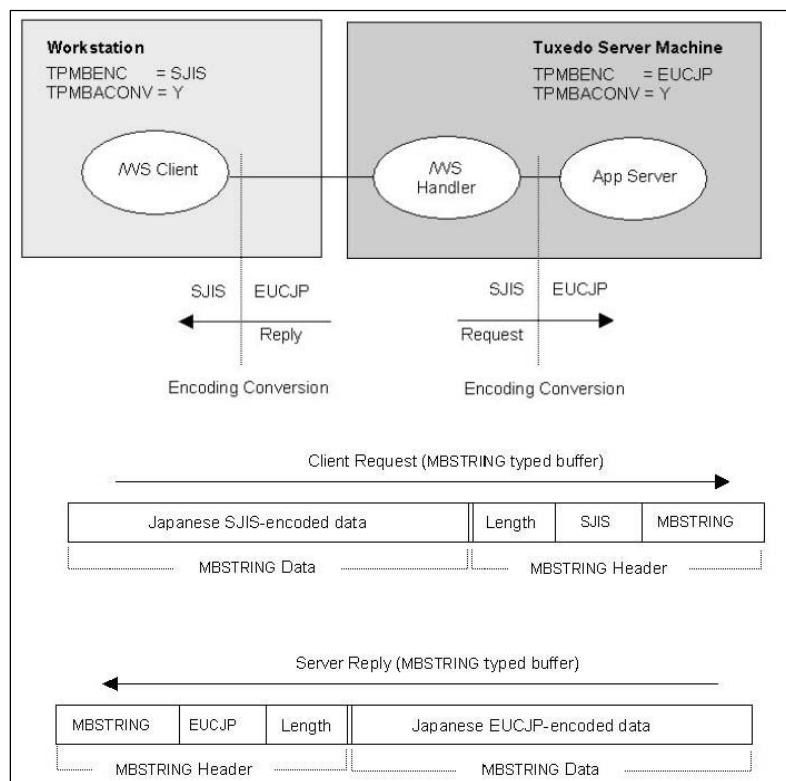 Workstation
TPMBENC = SJIS
TPMBACONV = Y
/WS Client
Tuxedo Server Machine
TPMBENC = EUCJP
TPMBACONV = Y
/WS
Handler
App Server
SJIS EUCJP
Reply
Encoding Conversion
SJIS EUCJP
Request
Encoding Conversion
Client Request (MBSTRING typed buffer)
Japanese SJIS-encoded data Length SJIS MBSTRING
MBSTRING Data MBSTRING Header
Server Reply (MBSTRING typed buffer)
MBSTRING EUCJP Length Japanese EUCJP-encoded data
MBSTRING Header MBSTRING Data